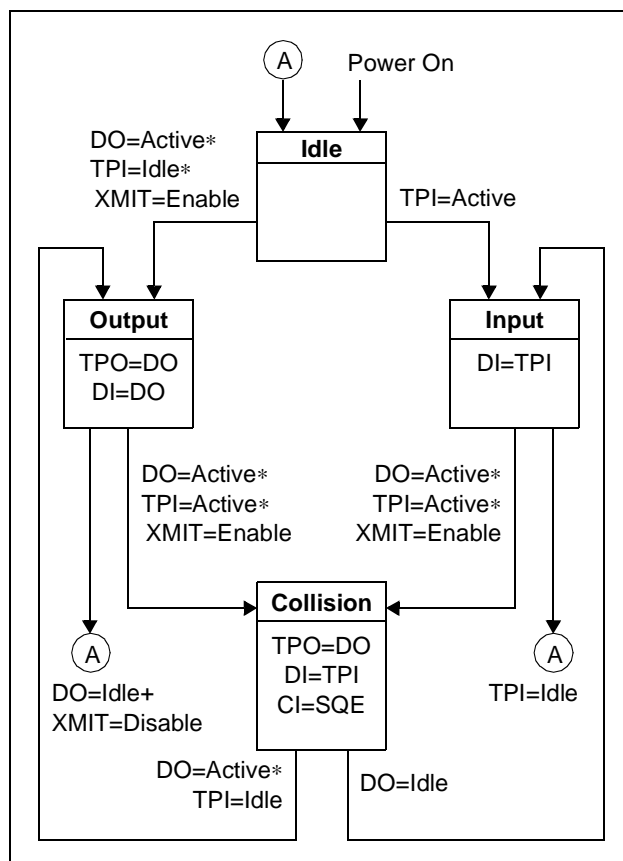 A
Power On
DO=Active*
TPI=Idle*
XMIT=Enable
Idle
TPI=Active
Output
TPO=DO
DI=DO
Input
DI=TPI
DO=Active*
TPI=Active*
XMIT=Enable
DO=Active*
TPI=Active*
XMIT=Enable
Collision
TPO=DO
DI=TPI
CI=SQE
A
DO=Idle+
XMIT=Disable
A
TPI=Idle
DO=Active*
TPI=Idle
DO=Idle